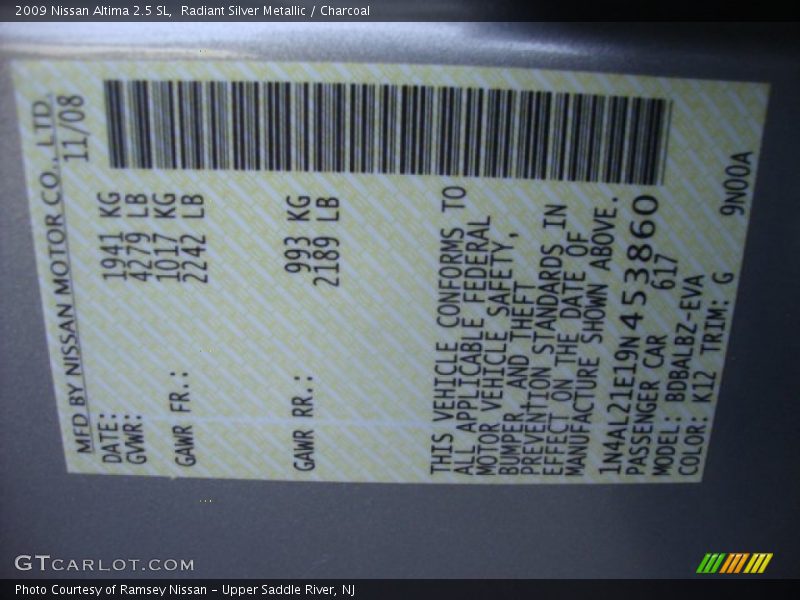 2009 Nissan Altima 2.5 SL, Radiant Silver Metallic / Charcoal
MFD BY NISSAN MOTOR CO., LTD.
DATE: 11/08
GVWR: 1941 KG
4279 LB
GAWR FR.: 1017 KG
2242 LB
GAWR RR.: 993 KG
2189 LB
THIS VEHICLE CONFORMS TO
ALL APPLICABLE FEDERAL
MOTOR VEHICLE SAFETY,
BUMPER AND THEFT
PREVENTION STANDARDS IN
EFFECT ON THE DATE OF
MANUFACTURE SHOWN ABOVE.
1N4AL21E19N453860
PASSENGER CAR 617
MODEL: BDBALBZ-EVA
COLOR: K12 TRIM: G 9N00A
GTCARLOT.COM
Photo Courtesy of Ramsey Nissan - Upper Saddle River, NJ